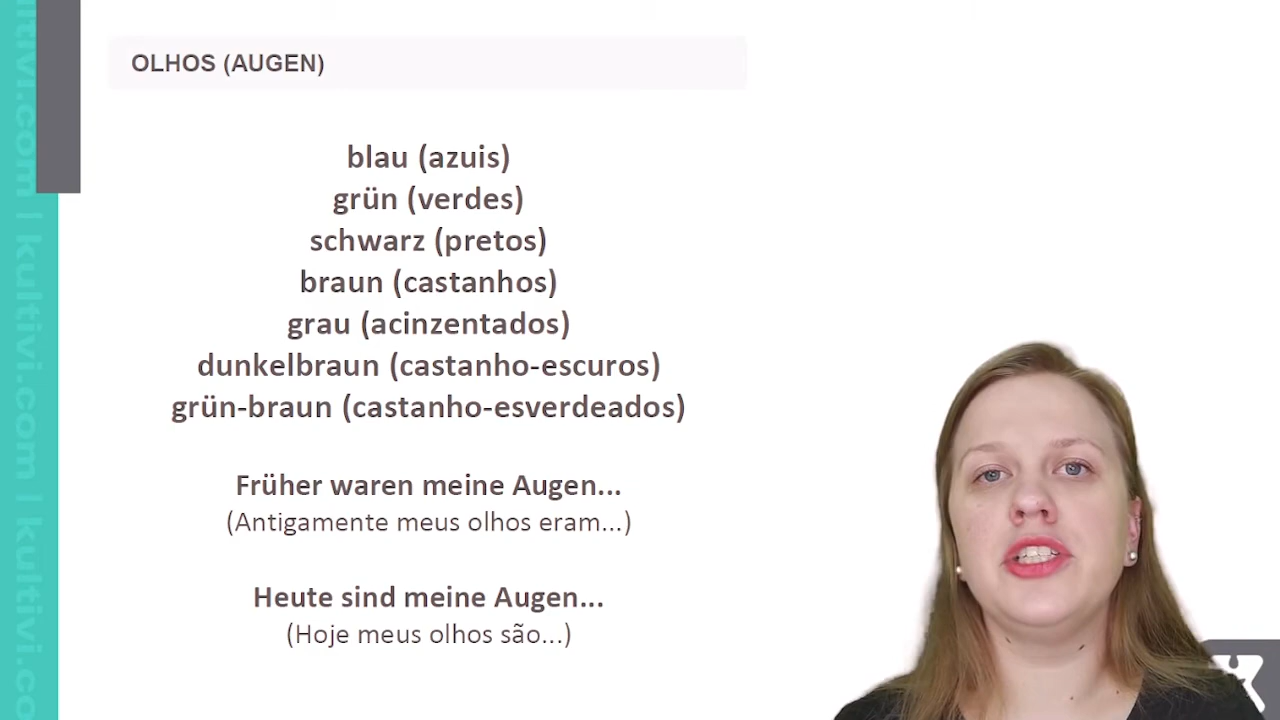 OLHOS (AUGEN)
blau (azuis)
grün (verdes)
schwarz (pretos)
braun (castanhos)
grau (acinzentados)
dunkelbraun (castanho-escuros)
grün-braun (castanho-esverdeados)
Früher waren meine Augen...
(Antigamente meus olhos eram...)
Heute sind meine Augen...
(Hoje meus olhos são...)
ultivi.com | kultivi.com | kultivi.co